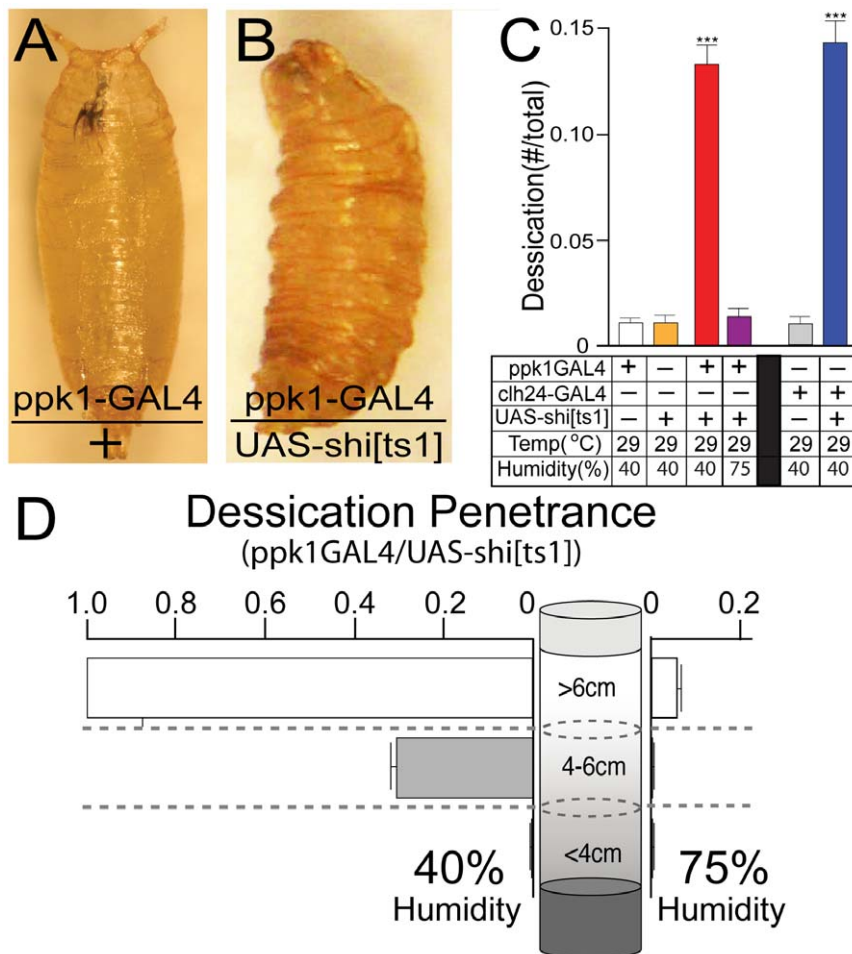 A
ppk1-GAL4
+
B
ppk1-GAL4
UAS-shi[ts1]
C
Dessication(#/total)
0.15
0.10
0.05
0
***
***
ppk1GAL4 + – + + – –
clh24-GAL4 – – – – + +
UAS-shi[ts1] – + + + – +
Temp(°C) 29 29 29 29 29 29
Humidity(%) 40 40 40 75 40 40
D
Dessication Penetrance
(ppk1GAL4/UAS-shi[ts1])
1.0 0.8 0.6 0.4 0.2 0 0 0.2
>6cm
4-6cm
<4cm
40%
Humidity
75%
Humidity